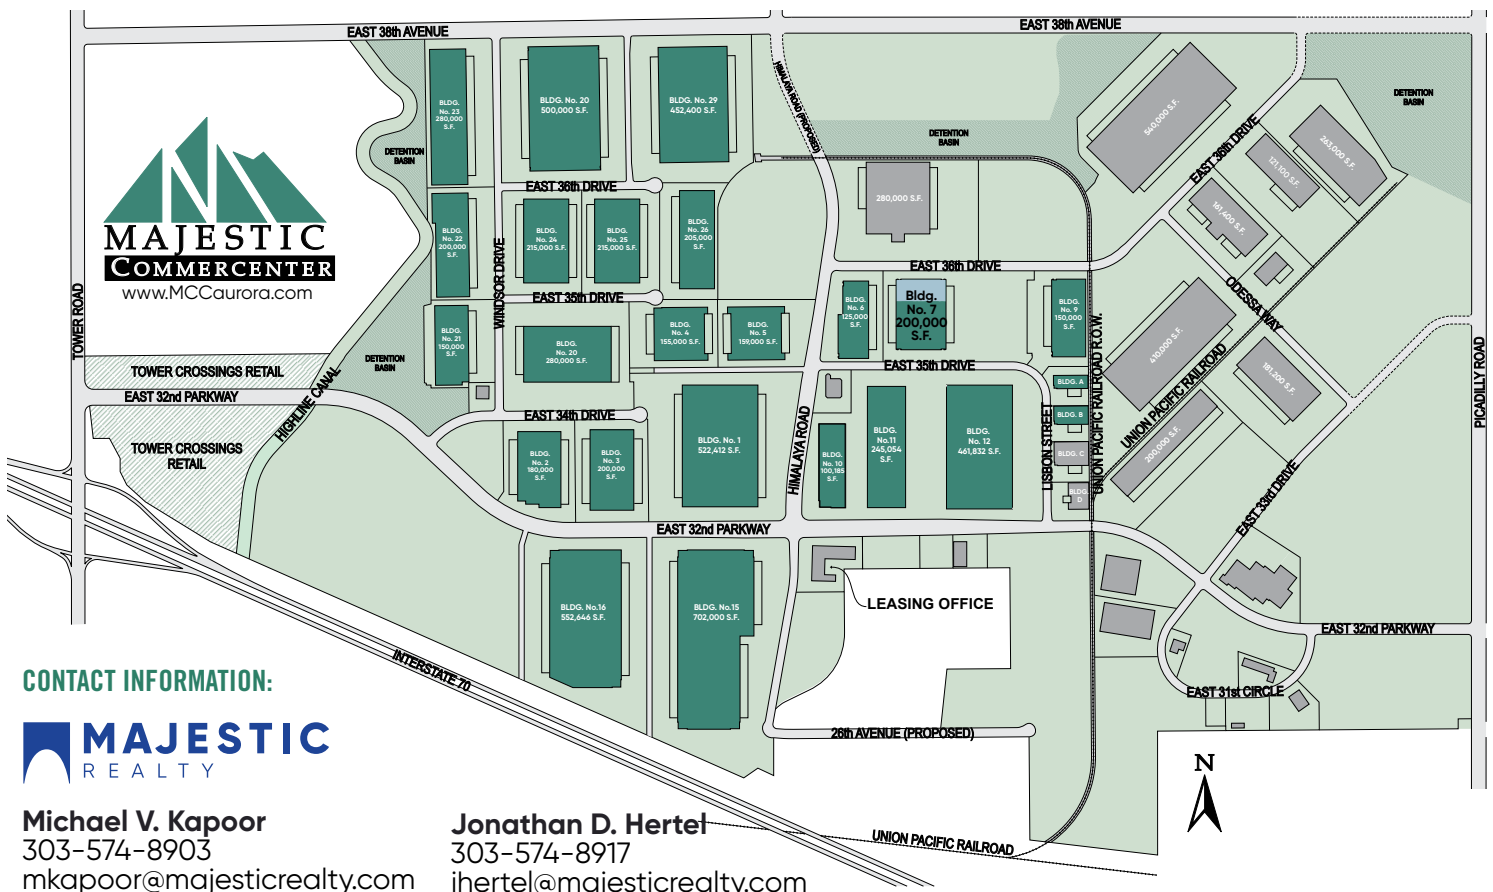 EAST 38th AVENUE
EAST 38th AVENUE
BLDG.
No. 23
280,000
S.F.
BLDG. No. 20
500,000 S.F.
BLDG. No. 29
452,400 S.F.
HIMALAYA ROAD (PROPOSED)
540,000 S.F.
DETENTION
BASIN
DETENTION
BASIN
DETENTION
BASIN
EAST 36th DRIVE
121,100 S.F.
263,000 S.F.
161,400 S.F.
MAJESTIC
COMMERCENTER
www.MCCaurora.com
EAST 36th DRIVE
BLDG.
No. 22
200,000
S.F.
WINDSOR DRIVE
BLDG.
No. 24
215,000 S.F.
BLDG.
No. 25
215,000 S.F.
BLDG.
No. 26
205,000
S.F.
280,000 S.F.
EAST 36th DRIVE
ODESSA WAY
TOWER ROAD
EAST 35th DRIVE
BLDG.
No. 21
150,000
S.F.
BLDG.
No. 20
280,000 S.F.
BLDG.
No. 4
155,000 S.F.
BLDG.
No. 5
159,000 S.F.
BLDG.
No. 6
125,000
S.F.
Bldg.
No. 7
200,000
S.F.
BLDG.
No. 9
150,000
S.F.
410,000 S.F.
UNION PACIFIC RAILROAD R.O.W.
UNION PACIFIC RAILROAD
181,200 S.F.
PICADILLY ROAD
DETENTION
BASIN
TOWER CROSSINGS RETAIL
EAST 32nd PARKWAY
HIGHLINE CANAL
EAST 35th DRIVE
BLDG. A
BLDG. B
BLDG. C
BLDG.
D
LISBON STREET
TOWER CROSSINGS
RETAIL
EAST 34th DRIVE
BLDG.
No. 2
180,000
S.F.
BLDG.
No. 3
200,000
S.F.
BLDG. No. 1
522,412 S.F.
HIMALAYA ROAD
BLDG.
No. 10
100,185
S.F.
BLDG.
No.11
245,054
S.F.
BLDG.
No. 12
461,832 S.F.
200,000 S.F.
EAST 33rd DRIVE
EAST 32nd PARKWAY
BLDG. No.16
552,646 S.F.
BLDG. No.15
702,000 S.F.
LEASING OFFICE
EAST 32nd PARKWAY
INTERSTATE 70
EAST 31st CIRCLE
26th AVENUE (PROPOSED)
N
UNION PACIFIC RAILROAD
CONTACT INFORMATION:
MAJESTIC
REALTY
Michael V. Kapoor
303-574-8903
mkapoor@majesticrealty.com
Jonathan D. Hertel
303-574-8917
jhertel@majesticrealty.com